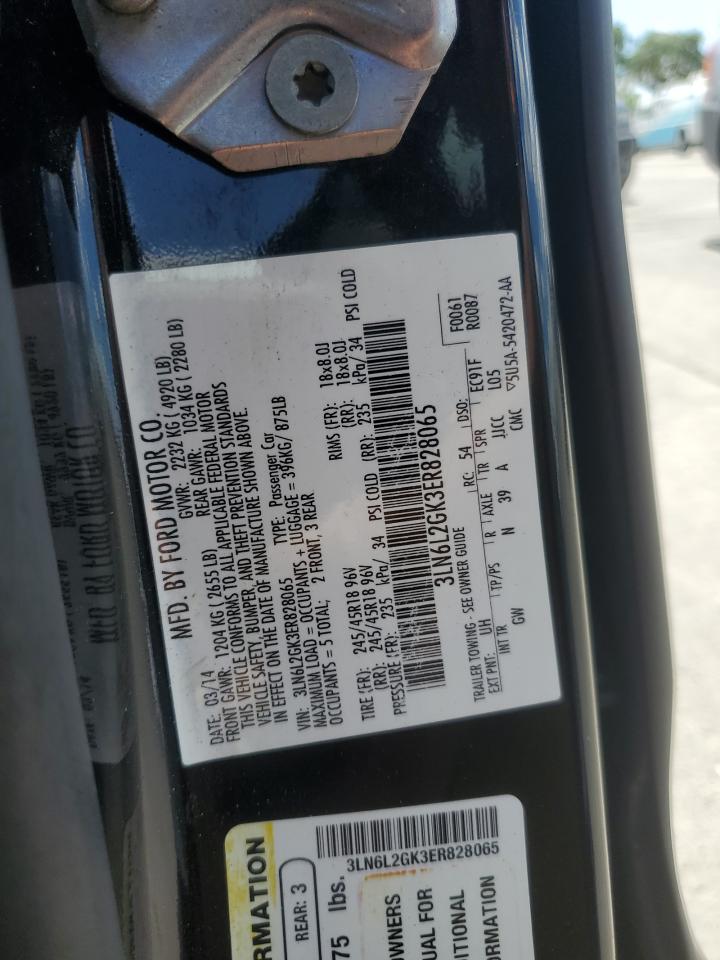 MFD. BY FORD MOTOR CO.
DATE: 03/14 GVWR: 2232 KG ( 4920 LB)
FRONT GAWR: 1204 KG ( 2655 LB) REAR GAWR: 1034 KG ( 2280 LB)
THIS VEHICLE CONFORMS TO ALL APPLICABLE FEDERAL MOTOR
VEHICLE SAFETY, BUMPER, AND THEFT PREVENTION STANDARDS
IN EFFECT ON THE DATE OF MANUFACTURE SHOWN ABOVE.
VIN: 3LN6L2GK3ER828065 TYPE: Passenger Car
MAXIMUM LOAD = OCCUPANTS + LUGGAGE = 396KG/ 875LB
OCCUPANTS = 5 TOTAL; 2 FRONT, 3 REAR
TIRE (FR): 245/45R18 96V RIMS (FR): 18x8.0J
(RR): 245/45R18 96V (RR): 18x8.0J
PRESSURE (FR): 235 kPa/ 34 PSI COLD (RR): 235 kPa/ 34 PSI COLD
3LN6L2GK3ER828065
F0061
R0087
TRAILER TOWING - SEE OWNER GUIDE RC: 54 DSO:
EXT PNT: UH EC91F
INT TR TP/PS R AXLE TR SPR L05
GW N 39 A JJCC
CMC
▽5U5A-5420472-AA
RMATION
REAR: 3
75 lbs.
3LN6L2GK3ER828065
OWNERS
UAL FOR
DITIONAL
ORMATION